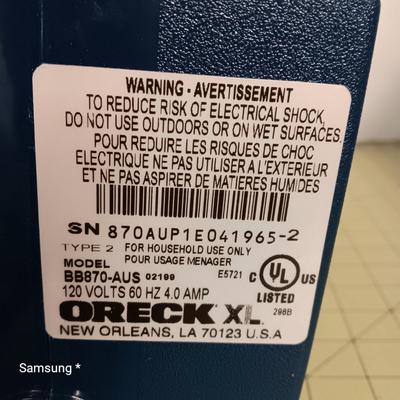 WARNING - AVERTISSEMENT
TO REDUCE RISK OF ELECTRICAL SHOCK,
DO NOT USE OUTDOORS OR ON WET SURFACES.
POUR REDUIRE LES RISQUES DE CHOC
ELECTRIQUE NE PAS UTILISER A L'EXTERIEUR
ET NE PAS ASPIRER DE MATIERES HUMIDES
SN 870AUP1E041965-2
TYPE 2 FOR HOUSEHOLD USE ONLY
POUR USAGE MENAGER
MODEL
BB870-AUS 02199 E5721
120 VOLTS 60 HZ 4.0 AMP
C UL US
LISTED
298B
ORECK XL
NEW ORLEANS, LA 70123 U.S.A
Samsung *